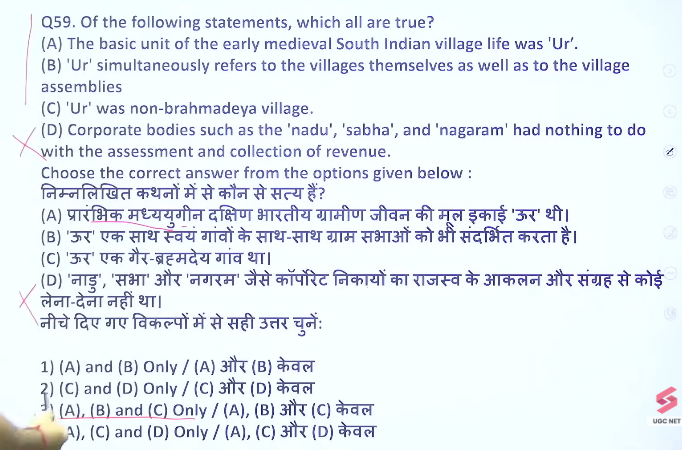 Q59. Of the following statements, which all are true?
(A) The basic unit of the early medieval South Indian village life was 'Ur'.
(B) 'Ur' simultaneously refers to the villages themselves as well as to the village
assemblies
(C) 'Ur' was non-brahmadeya village.
(D) Corporate bodies such as the 'nadu', 'sabha', and 'nagaram' had nothing to do
with the assessment and collection of revenue.
Choose the correct answer from the options given below :
निम्नलिखित कथनों में से कौन से सत्य हैं?
(A) प्रारंभिक मध्ययुगीन दक्षिण भारतीय ग्रामीण जीवन की मूल इकाई 'ऊर' थी।
(B) 'ऊर' एक साथ स्वयं गांवों के साथ-साथ ग्राम सभाओं को भी संदर्भित करता है।
(C) 'ऊर' एक गैर-ब्रह्मदेय गांव था।
(D) 'नाडु', 'सभा' और 'नगरम' जैसे कॉर्पोरेट निकायों का राजस्व के आकलन और संग्रह से कोई
लेना-देना नहीं था।
नीचे दिए गए विकल्पों में से सही उत्तर चुनें:
1) (A) and (B) Only / (A) और (B) केवल
2) (C) and (D) Only / (C) और (D) केवल
(A), (B) and (C) Only / (A), (B) और (C) केवल
A), (C) and (D) Only / (A), (C) और (D) केवल
UGC NET